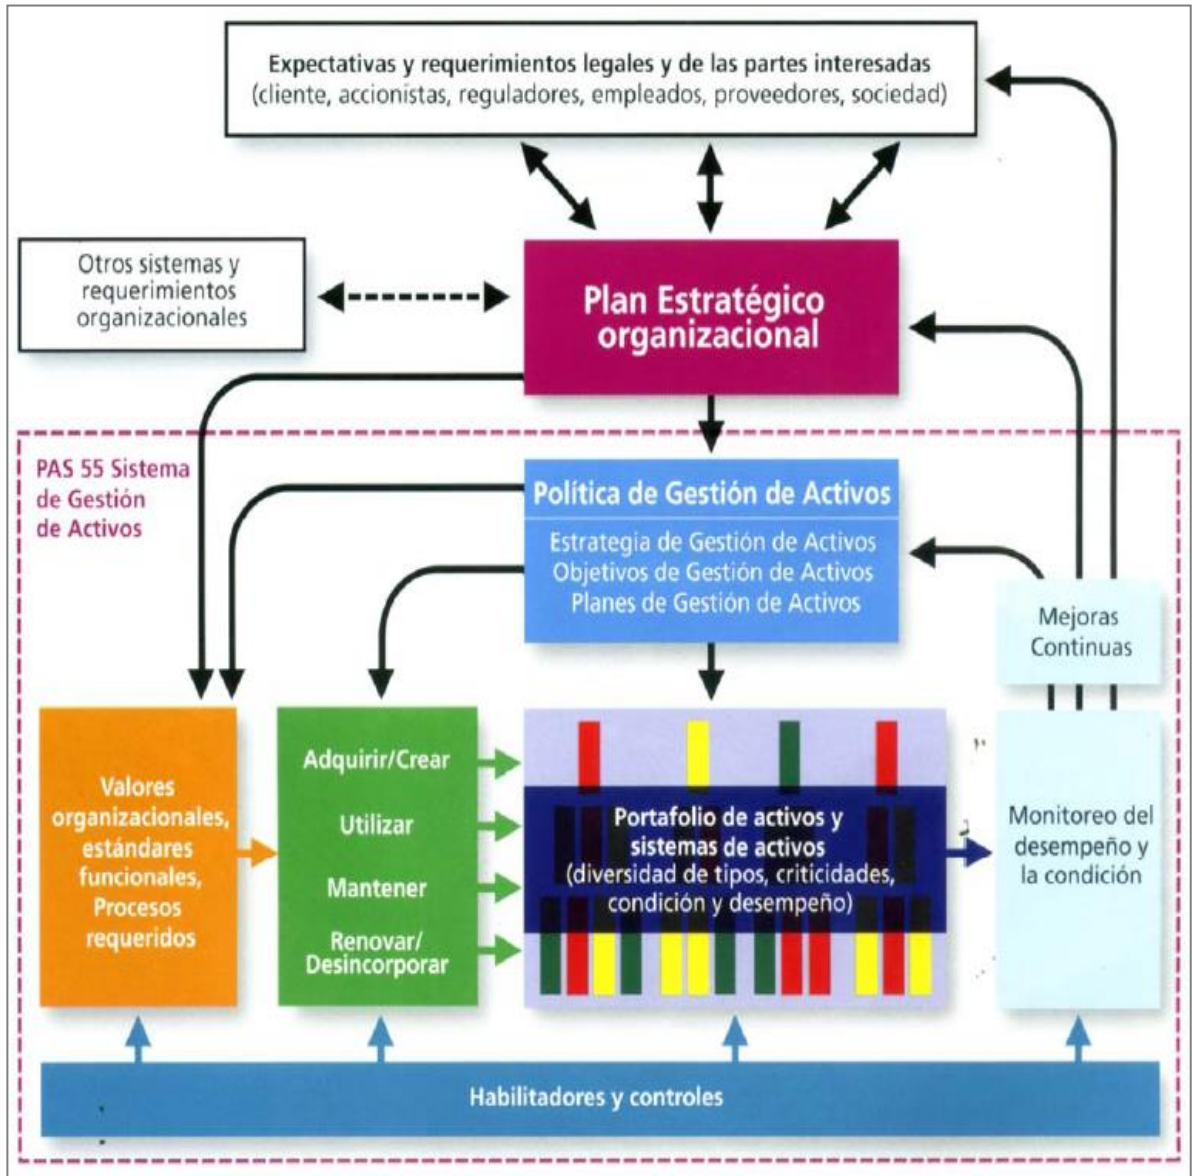 Expectativas y requerimientos legales y de las partes interesadas
(cliente, accionistas, reguladores, empleados, proveedores, sociedad)
Otros sistemas y
requerimientos
organizacionales
Plan Estratégico
organizacional
PAS 55 Sistema
de Gestión
de Activos
Política de Gestión de Activos
Estrategia de Gestión de Activos
Objetivos de Gestión de Activos
Planes de Gestión de Activos
Mejoras
Continuas
Valores
organizacionales,
estándares
funcionales,
Procesos
requeridos
Adquirir/Crear
Utilizar
Mantener
Renovar/
Desincorporar
Portafolio de activos y
sistemas de activos
(diversidad de tipos, criticidades,
condición y desempeño)
Monitoreo del
desempeño y
la condición
Habilitadores y controles